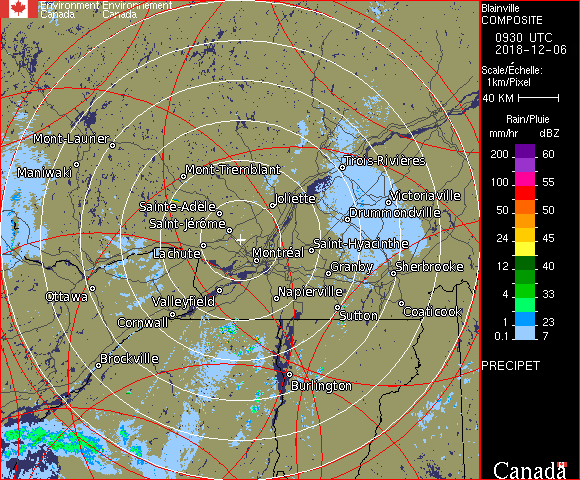 Environment Environnement
Canada Canada
Blainville
COMPOSITE
0930 UTC
2018-12-06
Scale/Échelle:
1km/Pixel
40 KM
Rain/Pluie
mm/hr dBZ
200 60
100 55
50 50
24 45
12 40
4 33
1 23
0.1 7
PRECIPET
Canada
Mont-Laurier
Maniwaki
Mont-Tremblant
Trois-Rivières
Joliette
Victoriaville
Sainte-Adèle
Drummondville
Saint-Jérôme
Lachute
Montréal
Saint-Hyacinthe
Granby
Sherbrooke
Ottawa
Valleyfield
Napierville
Cornwall
Sutton
Coaticook
Brockville
Burlington